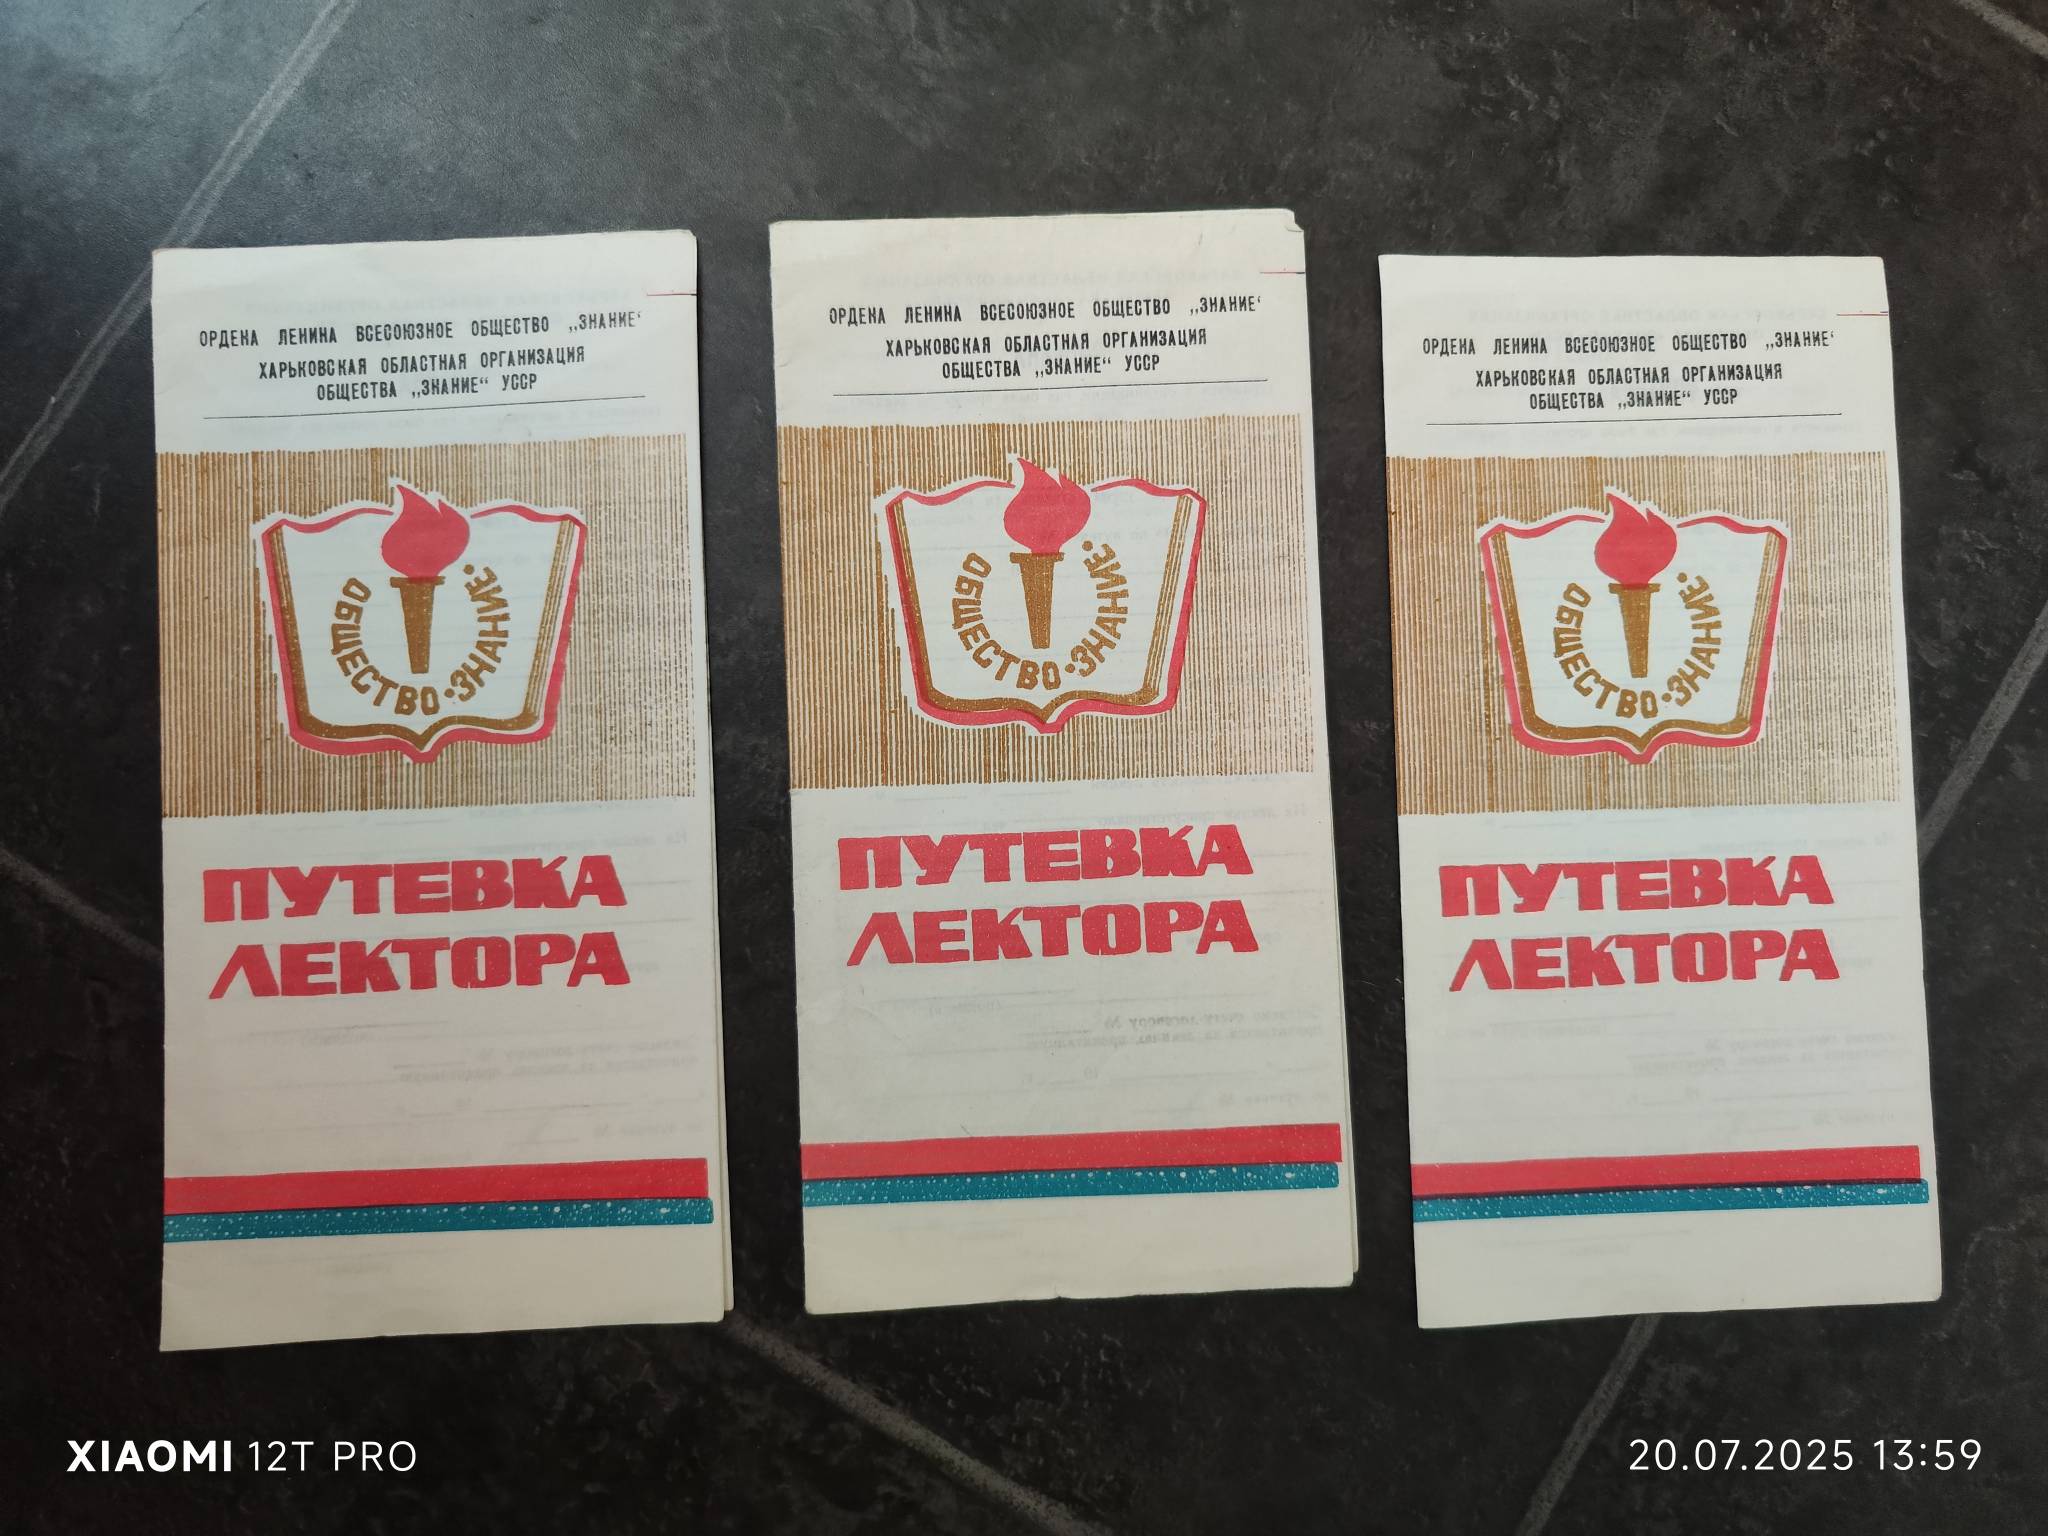 ОРДЕНА ЛЕНИНА ВСЕСОЮЗНОЕ ОБЩЕСТВО „ЗНАНИЕ‘
ХАРЬКОВСКАЯ ОБЛАСТНАЯ ОРГАНИЗАЦИЯ
ОБЩЕСТВА „ЗНАНИЕ“ УССР
ОБЩЕСТВО·ЗНАНИЕ·
ПУТЕВКА
ЛЕКТОРА
ОРДЕНА ЛЕНИНА ВСЕСОЮЗНОЕ ОБЩЕСТВО „ЗНАНИЕ‘
ХАРЬКОВСКАЯ ОБЛАСТНАЯ ОРГАНИЗАЦИЯ
ОБЩЕСТВА „ЗНАНИЕ“ УССР
ОБЩЕСТВО·ЗНАНИЕ·
ПУТЕВКА
ЛЕКТОРА
ОРДЕНА ЛЕНИНА ВСЕСОЮЗНОЕ ОБЩЕСТВО „ЗНАНИЕ‘
ХАРЬКОВСКАЯ ОБЛАСТНАЯ ОРГАНИЗАЦИЯ
ОБЩЕСТВА „ЗНАНИЕ“ УССР
ОБЩЕСТВО·ЗНАНИЕ·
ПУТЕВКА
ЛЕКТОРА
XIAOMI 12T PRO
20.07.2025 13:59